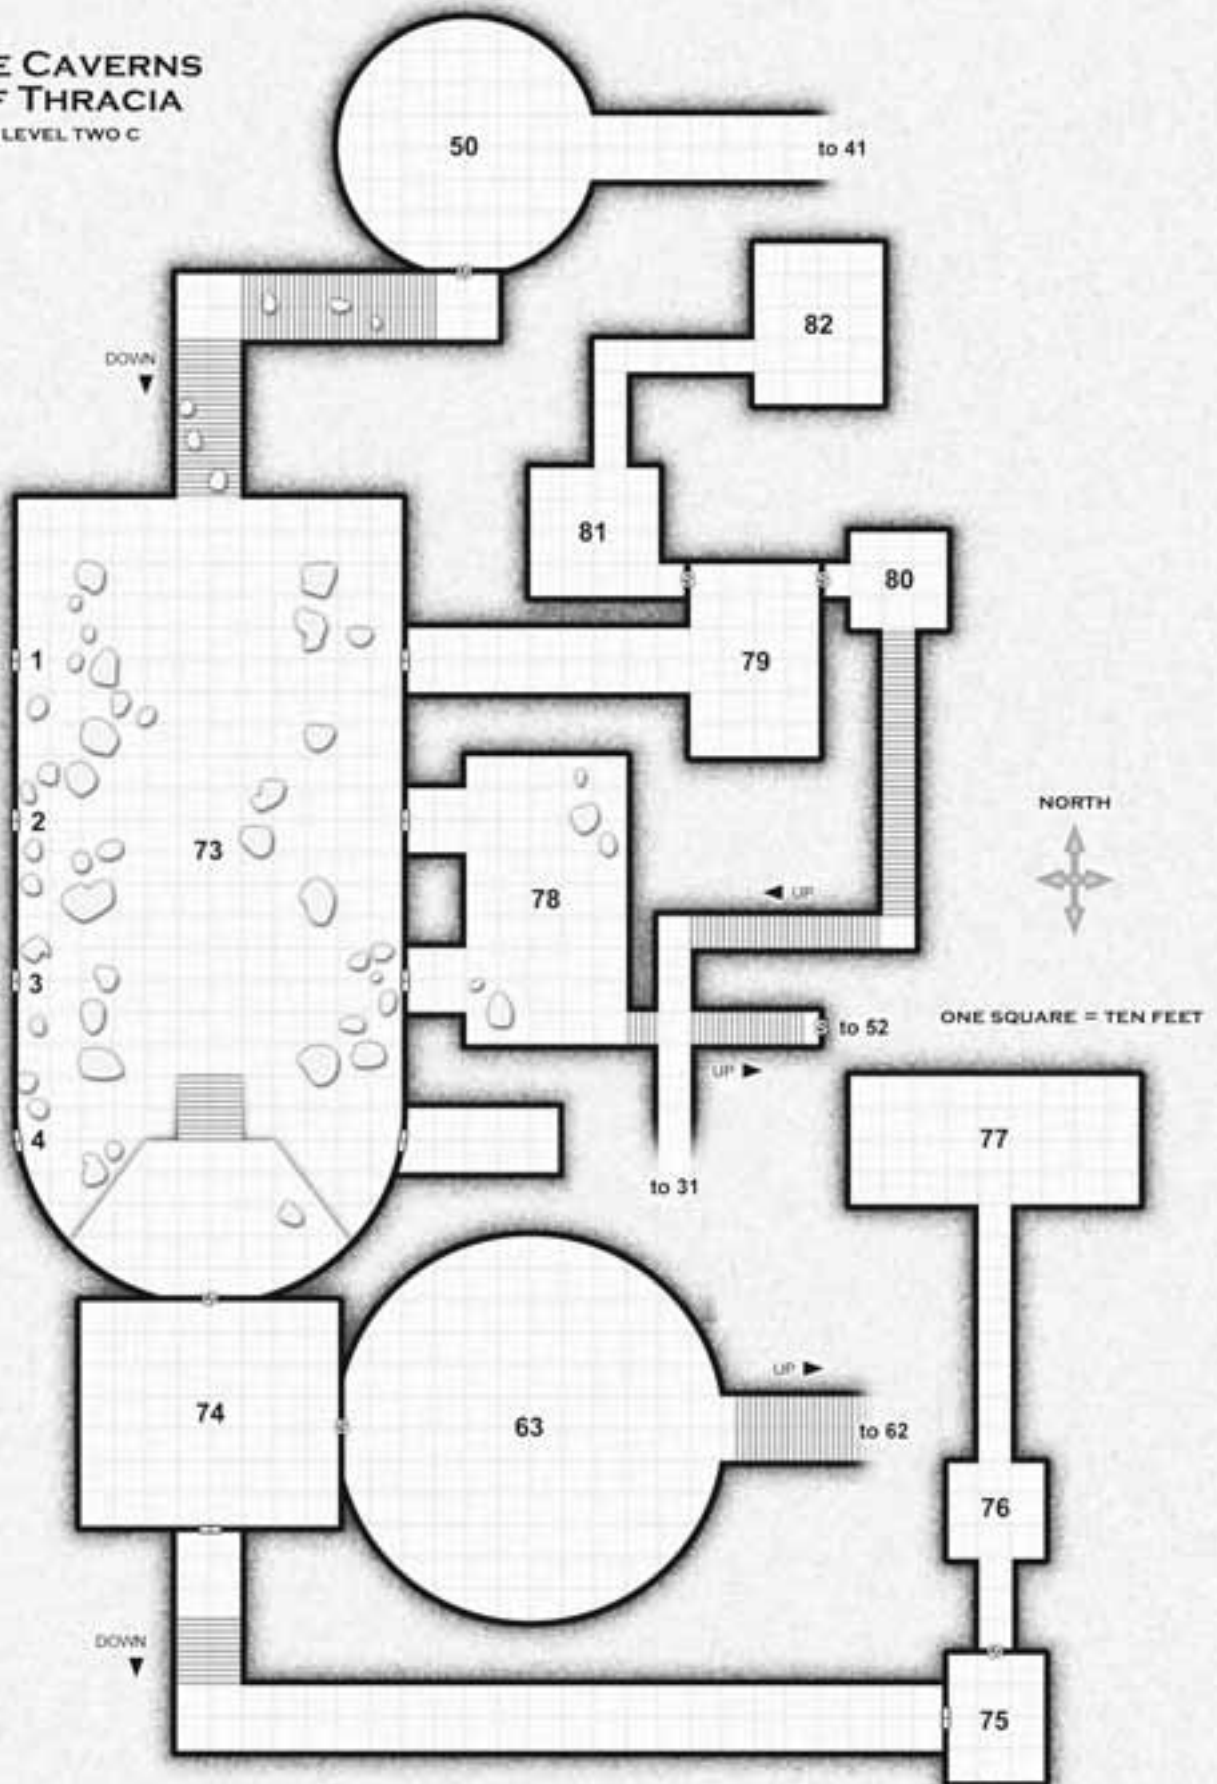 E CAVERNS
F THRACIA
LEVEL TWO C
50
to 41
82
DOWN
81
80
1
79
2
73
NORTH
78
UP
3
ONE SQUARE = TEN FEET
to 52
UP
4
77
to 31
UP
74
63
to 62
76
DOWN
75